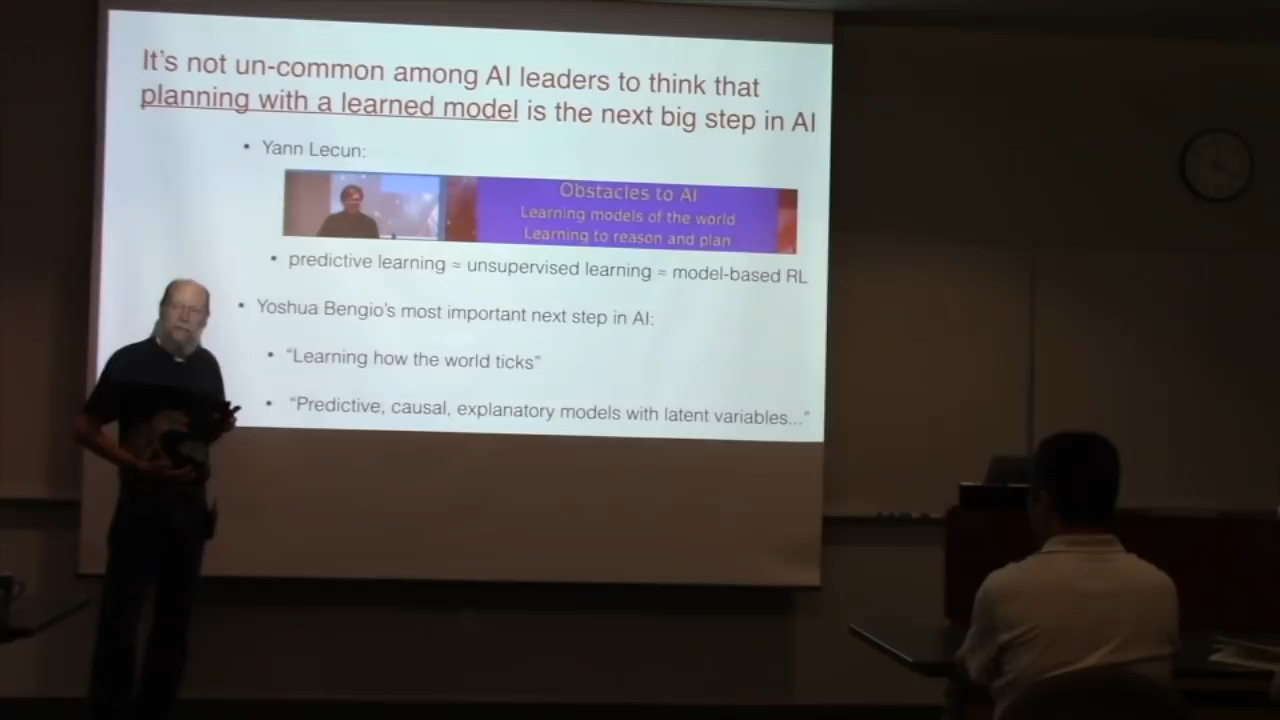 It's not un-common among AI leaders to think that
planning with a learned model is the next big step in AI
• Yann Lecun:
Obstacles to AI
Learning models of the world
Learning to reason and plan
• predictive learning ≈ unsupervised learning ≈ model-based RL
• Yoshua Bengio's most important next step in AI:
• “Learning how the world ticks”
• “Predictive, causal, explanatory models with latent variables...”